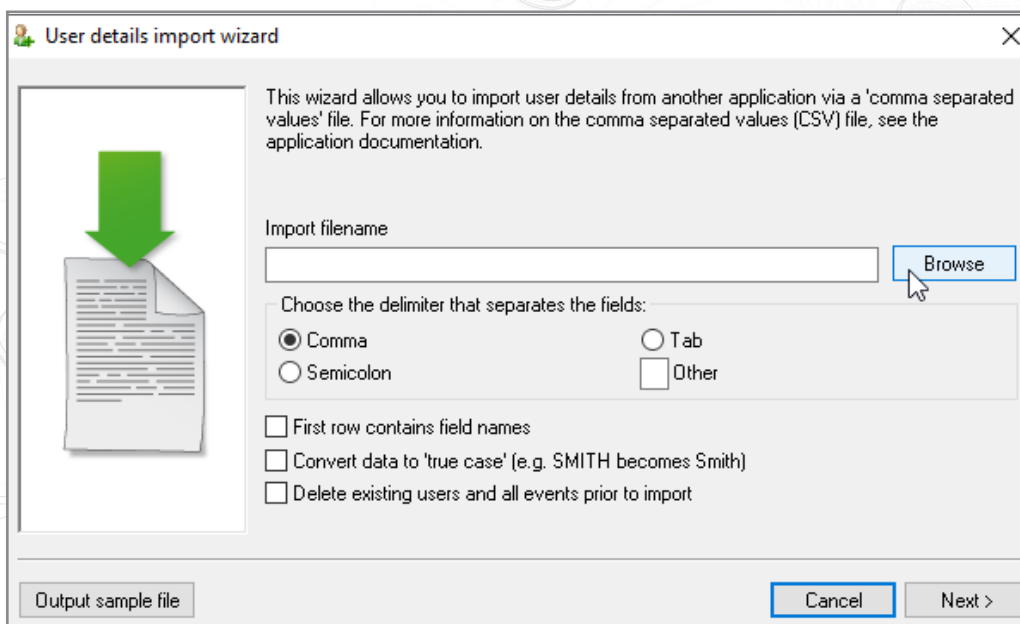 User details import wizard
This wizard allows you to import user details from another application via a 'comma separated
values' file. For more information on the comma separated values (CSV) file, see the
application documentation.
Import filename
Browse
Choose the delimiter that separates the fields:
Comma
Tab
Semicolon
Other
First row contains field names
Convert data to 'true case' (e.g. SMITH becomes Smith)
Delete existing users and all events prior to import
Output sample file
Cancel
Next >